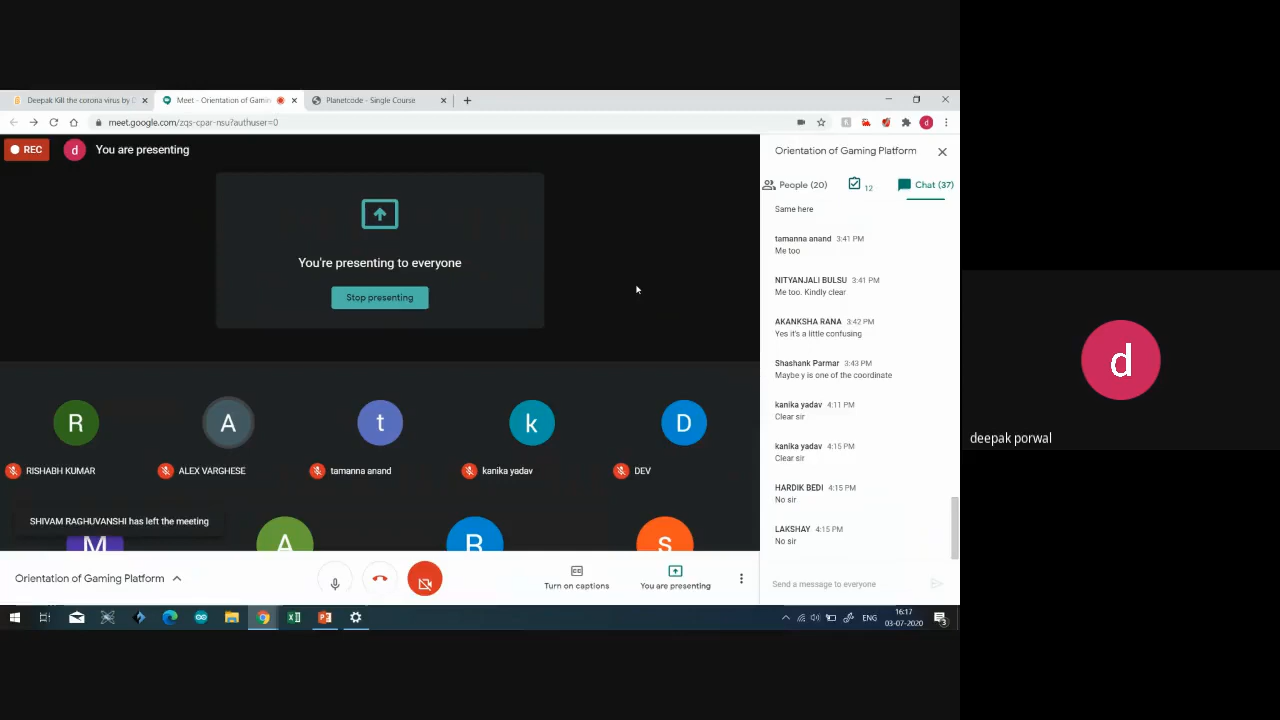 Deepak Kill the corona virus by D
Meet - Orientation of Gaming
Planetcode - Single Course
meet.google.com/zqs-cpar-nsu?authuser=0
d
REC
d
You are presenting
You're presenting to everyone
Stop presenting
R
A
t
k
D
RISHABH KUMAR
ALEX VARGHESE
tamanna anand
kanika yadav
DEV
SHIVAM RAGHUVANSHI has left the meeting
M
A
R
s
Orientation of Gaming Platform
Turn on captions
You are presenting
Orientation of Gaming Platform
People (20)
12
Chat (37)
Same here
tamanna anand 3:41 PM
Me too
NITYANJALI BULSU 3:41 PM
Me too. Kindly clear
AKANKSHA RANA 3:42 PM
Yes it's a little confusing
Shashank Parmar 3:43 PM
Maybe y is one of the coordinate
kanika yadav 4:11 PM
Clear sir
kanika yadav 4:15 PM
Clear sir
HARDIK BEDI 4:15 PM
No sir
LAKSHAY 4:15 PM
No sir
Send a message to everyone
ENG
16:17
03-07-2020
3
d
deepak porwal